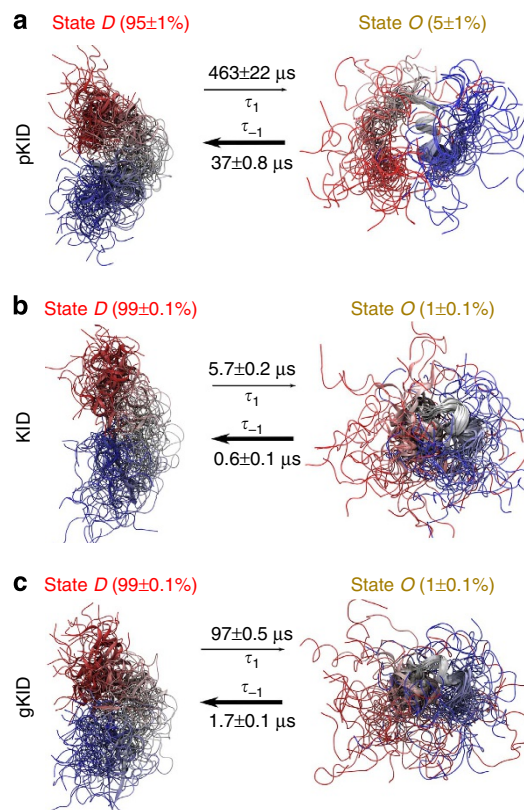 a
State D (95±1%)
State O (5±1%)
pKID
463±22 μs
τ1
τ−1
37±0.8 μs
b
State D (99±0.1%)
State O (1±0.1%)
KID
5.7±0.2 μs
τ1
τ−1
0.6±0.1 μs
c
State D (99±0.1%)
State O (1±0.1%)
gKID
97±0.5 μs
τ1
τ−1
1.7±0.1 μs